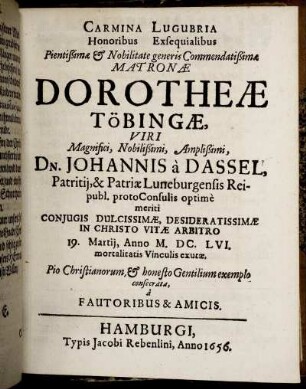 CARMINA LUGUBRIA
Honoribus Exsequialibus
Pientissimæ & Nobilitate generis Commendatissimæ
MATRONÆ
DOROTHEÆ
TÖBINGÆ,
VIRI
Magnifici, Nobilissimi, Amplissimi,
DN. JOHANNIS à DASSEL,
Patritij, & Patriæ Luneburgensis Rei-
publ. protoConsulis optimè
meriti
CONJUGIS DULCISSIMÆ, DESIDERATISSIMÆ
IN CHRISTO VITÆ ARBITRO
19. Martij, Anno M. DC. LVI.
mortalitatis Vinculis exutæ.
Pio Christianorum, & honesto Gentilium exemplo
consecrata,
à
FAUTORIBUS & AMICIS.
HAMBURGI,
Typis Jacobi Rebenlini, Anno 1656.